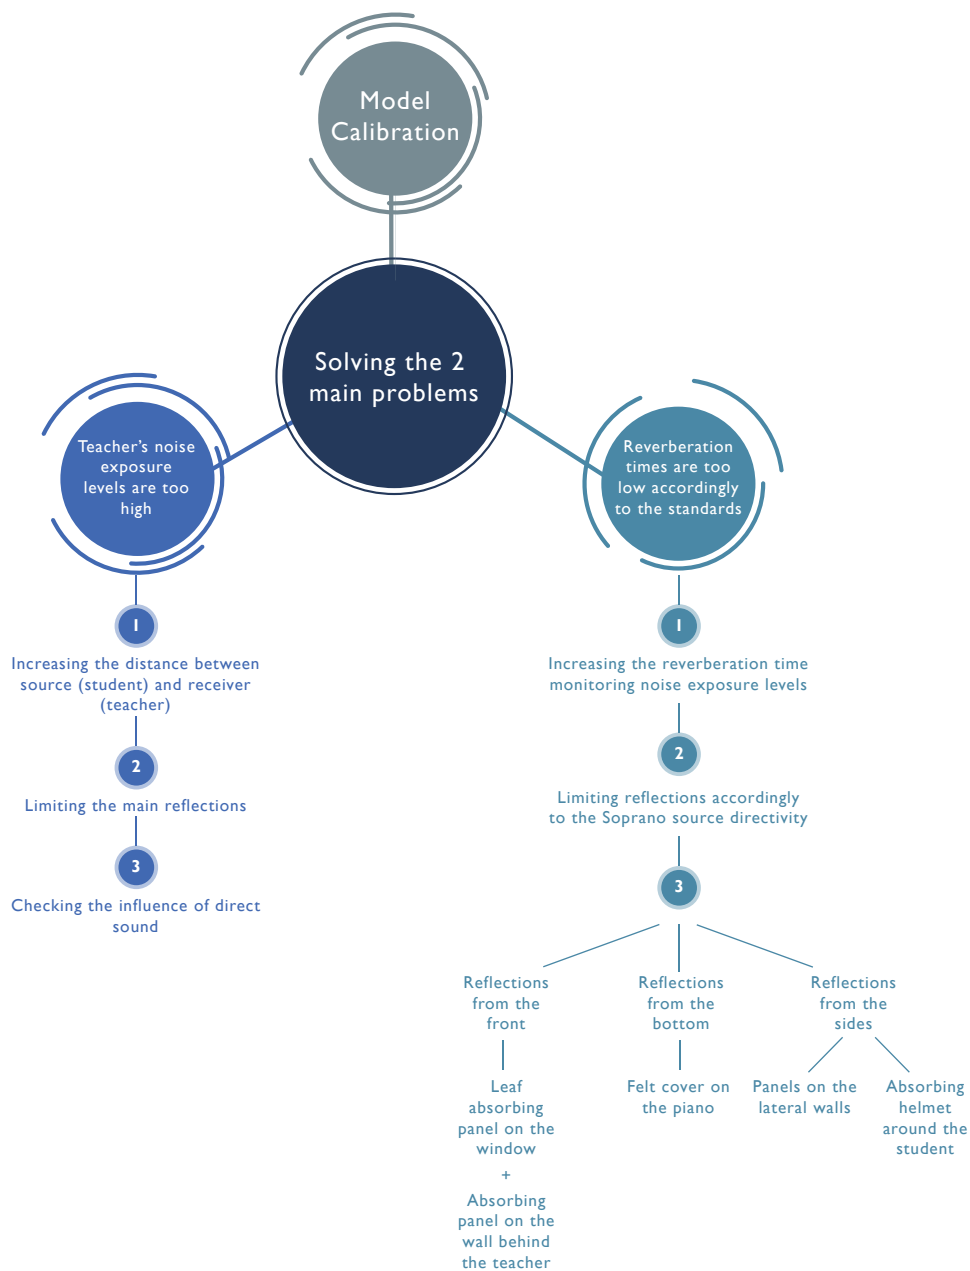 Model
Calibration
Solving the 2
main problems
Teacher's noise
exposure
levels are too
high
1
Increasing the distance between
source (student) and receiver
(teacher)
2
Limiting the main reflections
3
Checking the influence of direct
sound
Reverberation
times are too
low accordingly
to the standards
1
Increasing the reverberation time
monitoring noise exposure levels
2
Limiting reflections accordingly
to the Soprano source directivity
3
Reflections
from the
front
Leaf
absorbing
panel on the
window
+
Absorbing
panel on the
wall behind
the teacher
Reflections
from the
bottom
Felt cover on
the piano
Reflections
from the
sides
Panels on the
lateral walls
Absorbing
helmet
around the
student